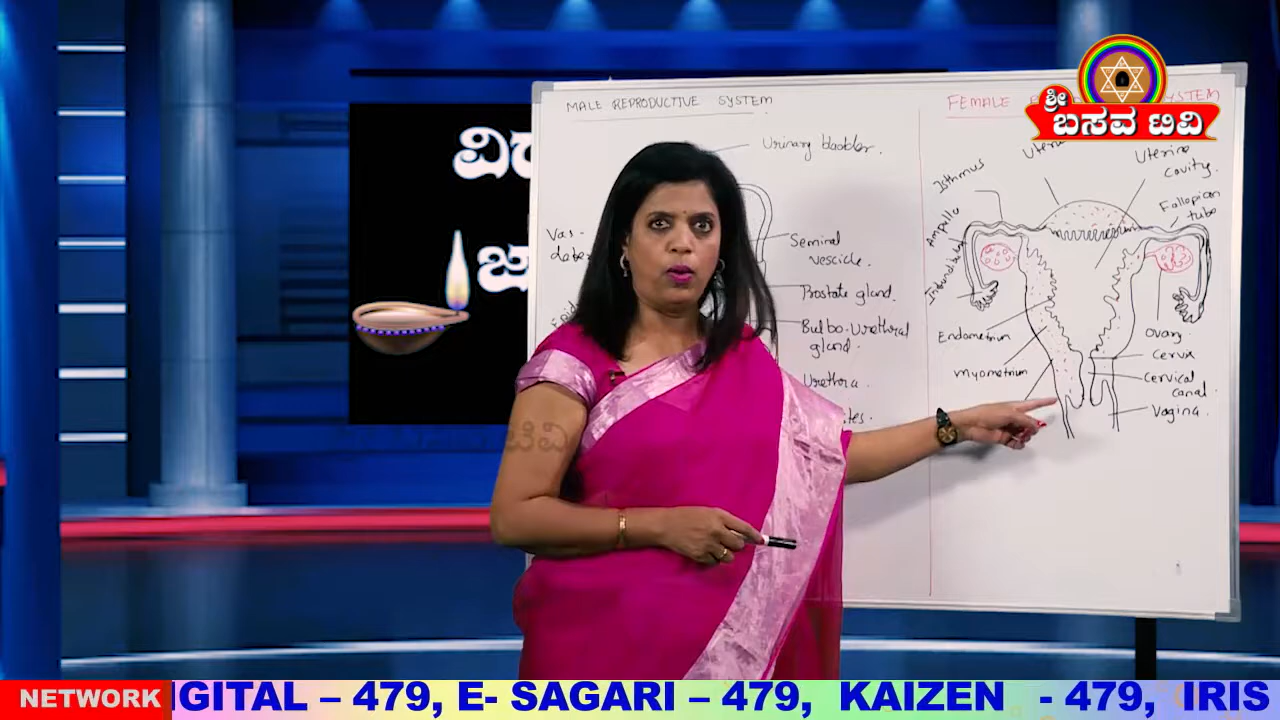 ಶ್ರೀ
ಬಸವ ಟಿವಿ
MALE REPRODUCTIVE SYSTEM
Urinary bladder.
Vas-
Seminal
vescicle.
Prostate gland.
Bulbo-Urethral
gland.
Urethra.
FEMALE
SYSTEM
Isthmus
Uterine
cavity.
Fallopian
tube
Ampulla
Endometrium
Myometrium
Ovary.
Cervix
Cervical
canal.
Vagina.
NETWORK
IGITAL – 479, E- SAGARI – 479, KAIZEN - 479, IRIS